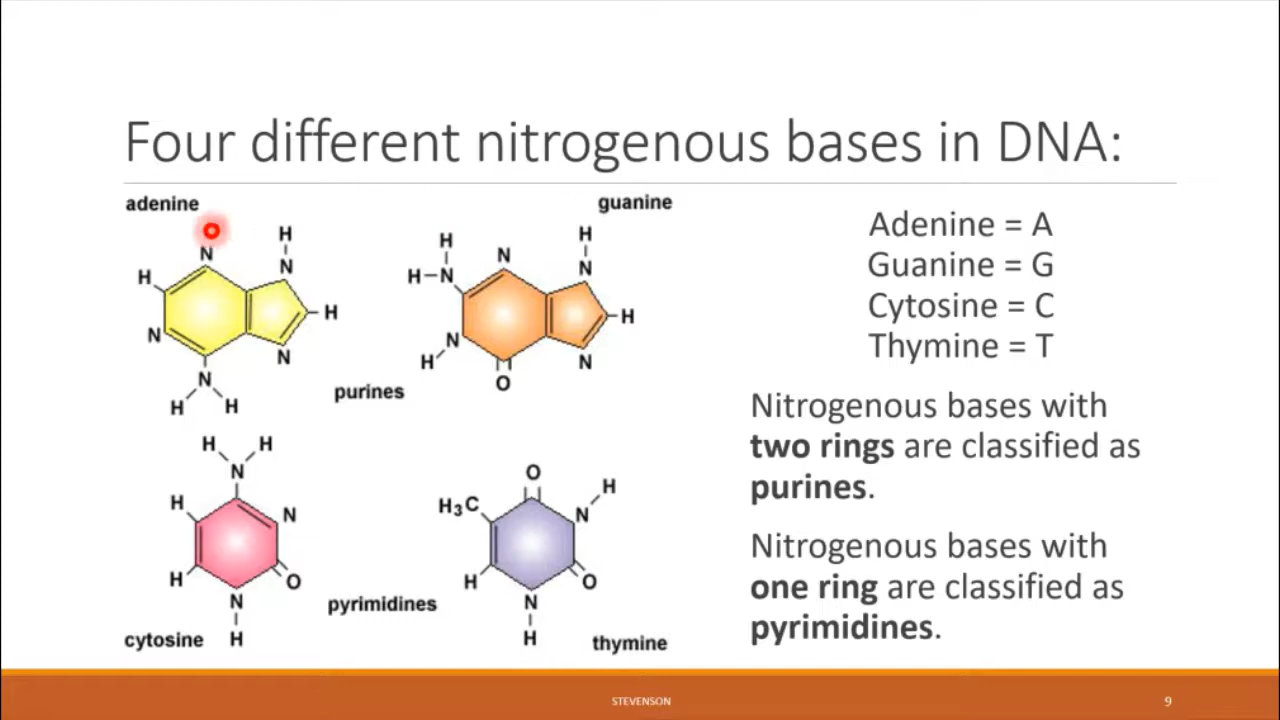 Four different nitrogenous bases in DNA:
adenine
N
H
N
H
N
H
N
N
H H
guanine
H
H
H–N
N
N
H
N
H
N
O
purines
H H
N
H
N
H
O
N
H
cytosine
pyrimidines
O
H
H₃C
N
H
O
N
H
thymine
Adenine = A
Guanine = G
Cytosine = C
Thymine = T
Nitrogenous bases with
two rings are classified as
purines.
Nitrogenous bases with
one ring are classified as
pyrimidines.
STEVENSON
9